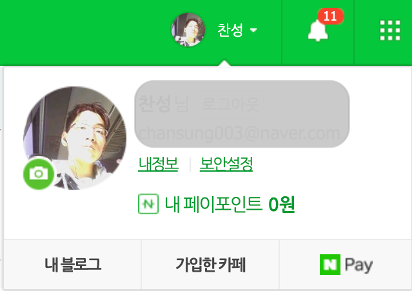 찬성
11
찬성님 로그아웃
chansung003@naver.com
내정보 보안설정
N 내 페이포인트 0원
내 블로그 가입한 카페 N Pay